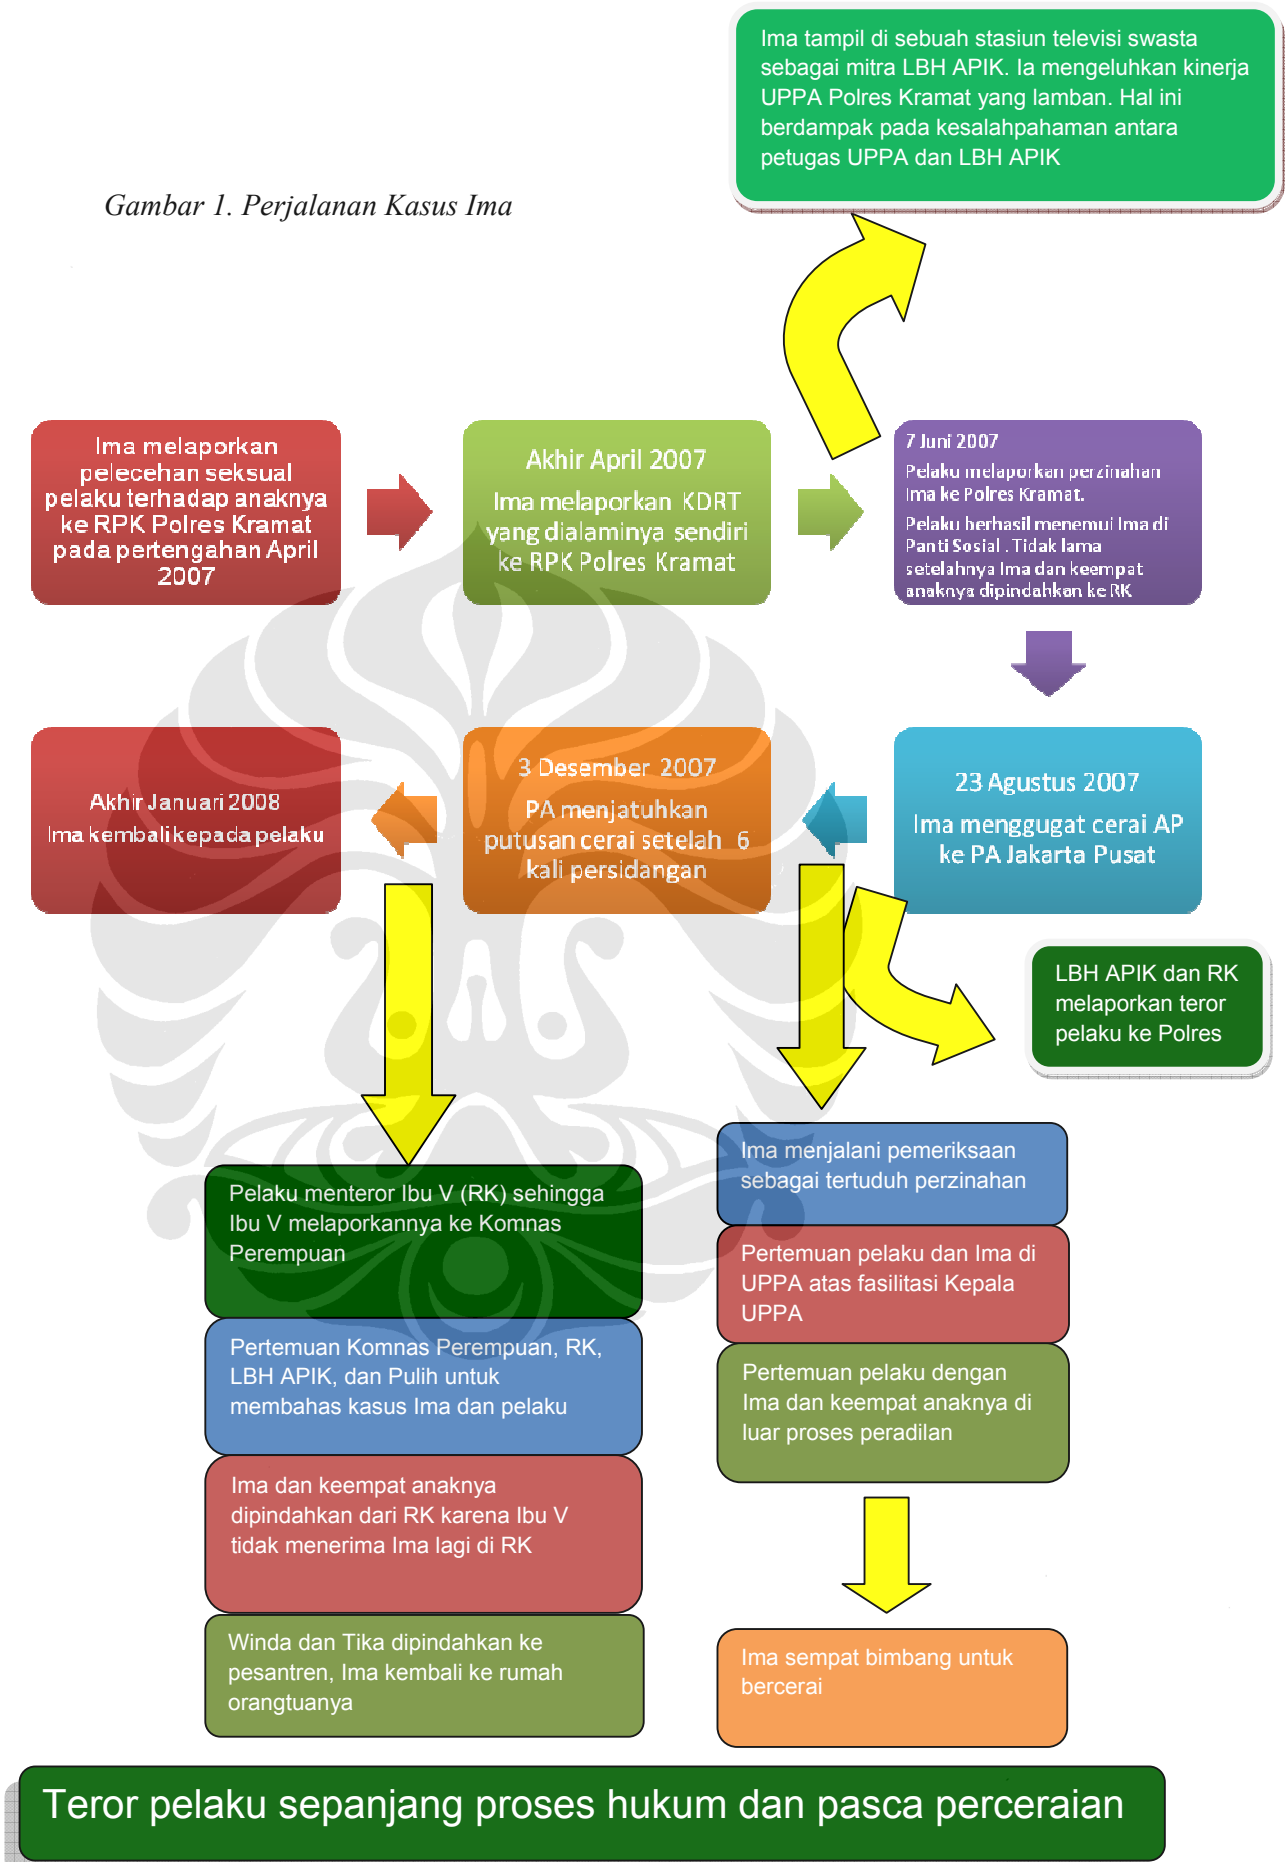 Ima tampil di sebuah stasiun televisi swasta
sebagai mitra LBH APIK. Ia mengeluhkan kinerja
UPPA Polres Kramat yang lamban. Hal ini
berdampak pada kesalahpahaman antara
petugas UPPA dan LBH APIK
Gambar 1. Perjalanan Kasus Ima
Ima melaporkan
pelecehan seksual
pelaku terhadap anaknya
ke RPK Polres Kramat
pada pertengahan April
2007
Akhir April 2007
Ima melaporkan KDRT
yang dialaminya sendiri
ke RPK Polres Kramat
7 Juni 2007
Pelaku melaporkan perzinahan
Ima ke Polres Kramat.
Pelaku berhasil menemui Ima di
Panti Sosial . Tidak lama
setelahnya Ima dan keempat
anaknya dipindahkan ke RK
23 Agustus 2007
Ima menggugat cerai AP
ke PA Jakarta Pusat
3 Desember 2007
PA menjatuhkan
putusan cerai setelah 6
kali persidangan
Akhir Januari 2008
Ima kembali kepada pelaku
LBH APIK dan RK
melaporkan teror
pelaku ke Polres
Ima menjalani pemeriksaan
sebagai tertuduh perzinahan
Pertemuan pelaku dan Ima di
UPPA atas fasilitasi Kepala
UPPA
Pertemuan pelaku dengan
Ima dan keempat anaknya di
luar proses peradilan
Ima sempat bimbang untuk
bercerai
Pelaku menteror Ibu V (RK) sehingga
Ibu V melaporkannya ke Komnas
Perempuan
Pertemuan Komnas Perempuan, RK,
LBH APIK, dan Pulih untuk
membahas kasus Ima dan pelaku
Ima dan keempat anaknya
dipindahkan dari RK karena Ibu V
tidak menerima Ima lagi di RK
Winda dan Tika dipindahkan ke
pesantren, Ima kembali ke rumah
orangtuanya
Teror pelaku sepanjang proses hukum dan pasca perceraian